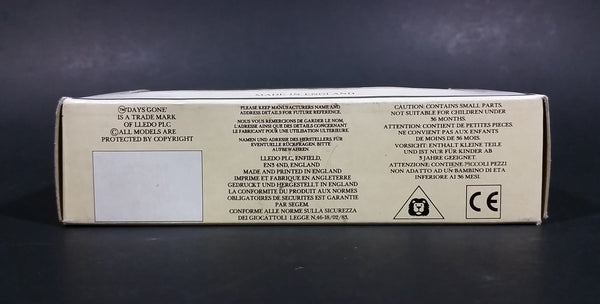 MADE IN ENGLAND
™'DAYS GONE'
IS A TRADE MARK
OF LLEDO PLC
©ALL MODELS ARE
PROTECTED BY COPYRIGHT
PLEASE KEEP MANUFACTURERS NAME AND
ADDRESS DETAILS FOR FUTURE REFERENCE.
NOUS VOUS REMERCIONS DE GARDER LE NOM,
L'ADRESSE AINSI QUE DES DETAILS CONCERNANT
LE FABRICANT POUR UNE UTILISATION ULTERIEURE.
NAMEN UND ADRESSE DES HERSTELLERS FÜR
EVENTUELLE RÜCKFRAGEN, BITTE
AUFBEWAHREN
LLEDO PLC, ENFIELD,
EN3 4ND, ENGLAND
MADE AND PRINTED IN ENGLAND
IMPRIME ET FABRIQUE EN ANGLETERRE
GEDRUCKT UND HERGESTELLT IN ENGLAND
LA CONFORMITE DU PRODUIT AUX NORMES
OBLIGATOIRES DE SECURITES EST GARANTIE
PAR SEGEM.
CONFORME ALLE NORME SULLA SICUREZZA
DEI GIOCATTOLI LEGGE N.46-18/02/83.
CAUTION: CONTAINS SMALL PARTS.
NOT SUITABLE FOR CHILDREN UNDER
36 MONTHS.
ATTENTION CONTIENT DE PETITES PIECES.
NE CONVIENT PAS AUX ENFANTS
DE MOINS DE 36 MOIS.
VORSICHT: ENTHALT KLEINE TEILE
UND IST NUR FÜR KINDER AB
3 JAHRE GEEIGNET.
ATTENZIONE: CONTIENE PICCOLI PEZZI
NON ADATTO AD UN BAMBINO DI ETA
INFERIORE AI 36 MESI.
CE